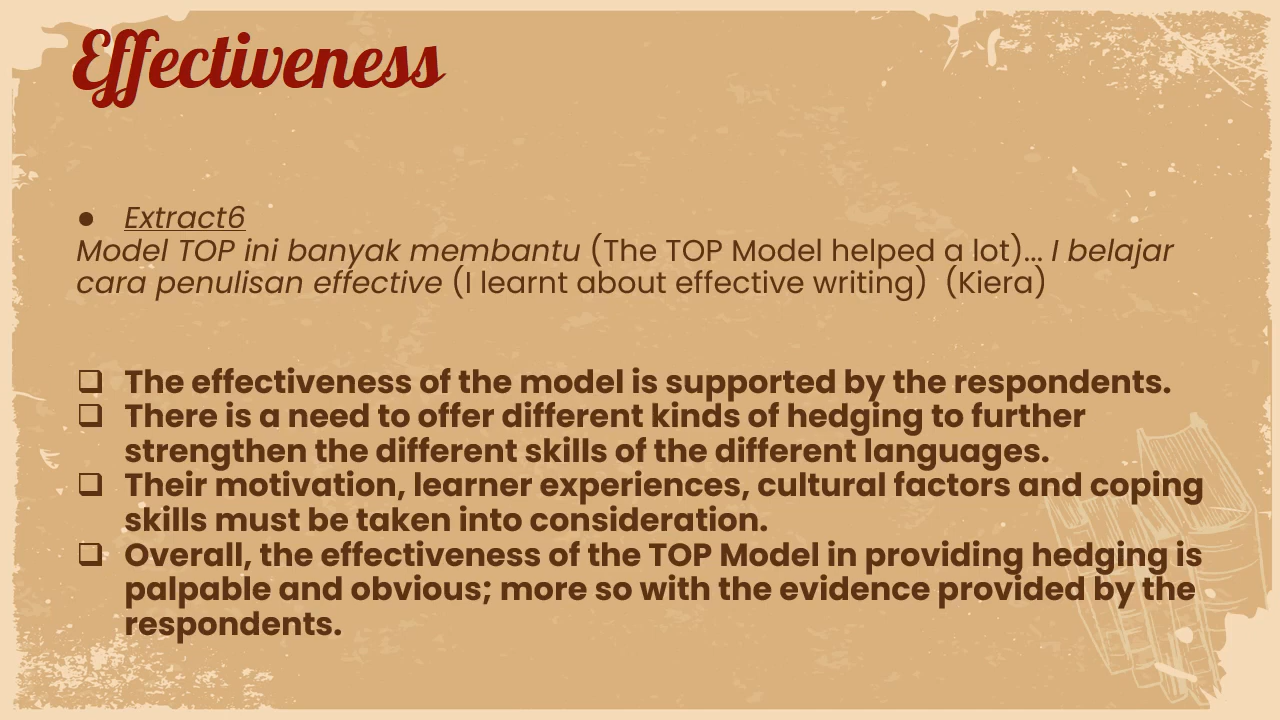 Effectiveness
● Extract6
Model TOP ini banyak membantu (The TOP Model helped a lot)... I belajar
cara penulisan effective (I learnt about effective writing)  (Kiera)
❑ The effectiveness of the model is supported by the respondents.
❑ There is a need to offer different kinds of hedging to further
strengthen the different skills of the different languages.
❑ Their motivation, learner experiences, cultural factors and coping
skills must be taken into consideration.
❑ Overall, the effectiveness of the TOP Model in providing hedging is
palpable and obvious; more so with the evidence provided by the
respondents.